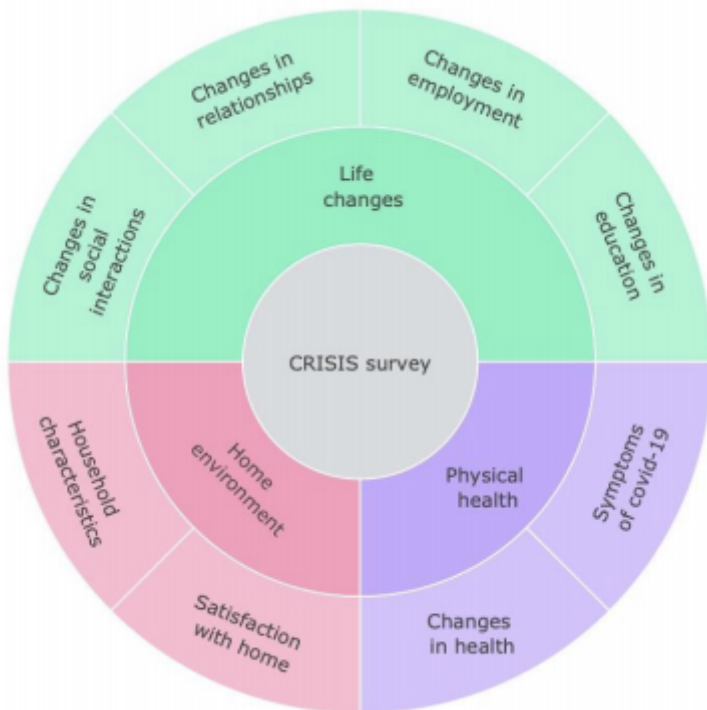 Changes in
relationships
Changes in
employment
Changes in
social
interactions
Life
changes
Changes in
education
CRISIS survey
Household
characteristics
Home
environment
Physical
health
Symptoms
of covid-19
Satisfaction
with home
Changes
in health